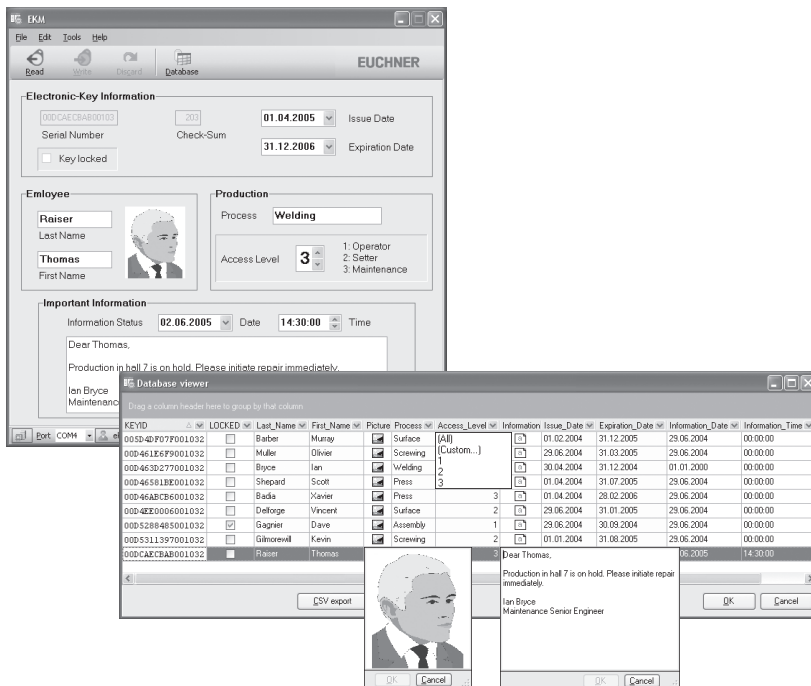 EKM
File Edit Tools Help
Read Write Discard Database
EUCHNER
Electronic-Key Information
00DCAECBAB00103 203 01.04.2005 Issue Date
Serial Number Check-Sum
31.12.2006 Expiration Date
Key locked
Emloyee
Raiser
Last Name
Thomas
First Name
Production
Process Welding
Access Level 3
1: Operator
2: Setter
3: Maintenance
Important Information
Information Status 02.06.2005 Date 14:30:00 Time
Dear Thomas,
Production in hall 7 is on hold. Please initiate repair immediately.
Ian Bryce
Maintenanc
Port COM4 el
Database viewer
Drag a column header here to group by that column
KEYID LOCKED Last_Name First_Name Picture Process Access_Level Information Issue_Date Expiration_Date Information_Date Information_Time
(All)
(Custom...)
1
2
3
005D4DF07F001032 Barber Murray Surface 01.02.2004 31.12.2005 29.06.2004 00:00:00
00D461E6F9001032 Muller Olivier Screwing 29.06.2004 31.03.2005 29.06.2004 00:00:00
00D463D277001032 Bryce Ian Welding 30.04.2004 31.12.2004 01.01.2000 00:00:00
00D46581BE001032 Shepard Scott Press 01.04.2004 31.07.2005 29.06.2004 00:00:00
00D46ABCB6001032 Badia Xavier Press 3 01.04.2004 28.02.2006 29.06.2004 00:00:00
00D4EE0006001032 Delforge Vincent Surface 2 29.06.2004 31.01.2005 29.06.2004 00:00:00
00D5288485001032 Gagnier Dave Assembly 1 29.06.2004 30.09.2004 29.06.2004 00:00:00
00D5311397001032 Gilmorewill Kevin Screwing 2 01.01.2004 31.08.2005 29.06.2004 00:00:00
00DCAECBAB001032 Raiser Thomas 3 .06.2005 14:30:00
Dear Thomas,
Production in hall 7 is on hold. Please initiate repair
immediately.
Ian Bryce
Maintenance Senior Engineer
CSV export OK Cancel
OK Cancel
OK Cancel